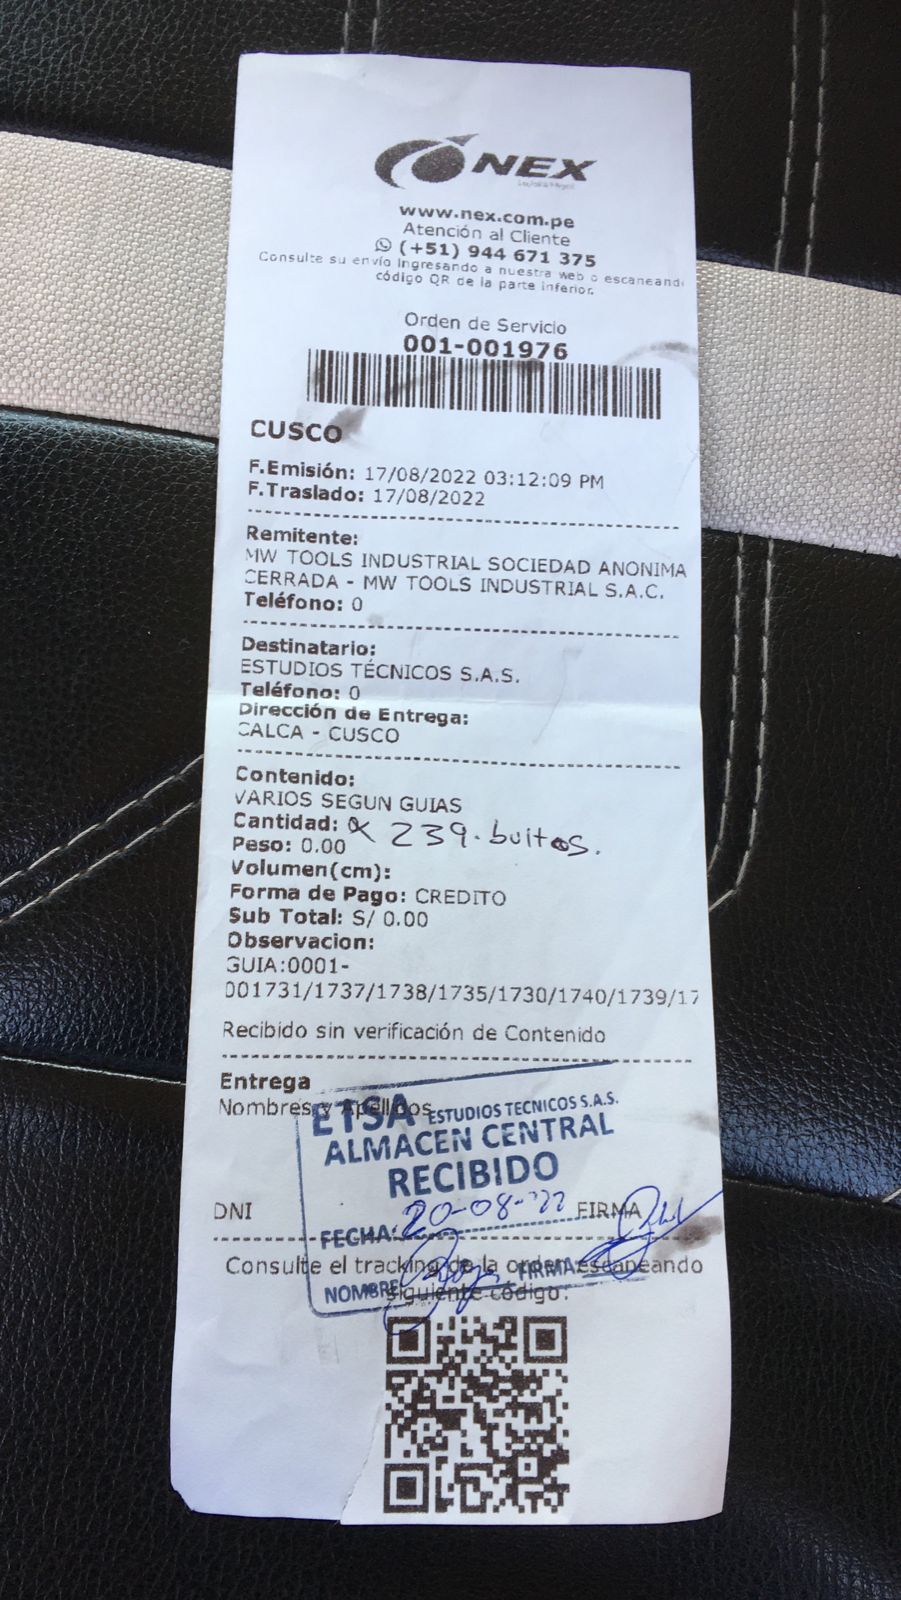 NEX
www.nex.com.pe
Atención al Cliente
(+51) 944 671 375
Consulte su envío Ingresando a nuestra web o escaneand
código QR de la parte inferior.
Orden de Servicio
001-001976
CUSCO
F.Emisión: 17/08/2022 03:12:09 PM
F.Traslado: 17/08/2022
Remitente:
MW TOOLS INDUSTRIAL SOCIEDAD ANONIMA
CERRADA - MW TOOLS INDUSTRIAL S.A.C.
Teléfono: 0
Destinatario:
ESTUDIOS TÉCNICOS S.A.S.
Teléfono: 0
Dirección de Entrega:
CALCA - CUSCO
Contenido:
VARIOS SEGUN GUIAS
Cantidad: 239. bultos.
Peso: 0.00
Volumen(cm):
Forma de Pago: CREDITO
Sub Total: S/ 0.00
Observacion:
GUIA:0001-
001731/1737/1738/1735/1730/1740/1739/17
Recibido sin verificación de Contenido
Entrega
Nombres y Apellidos
ETSA ESTUDIOS TECNICOS S.A.S.
ALMACEN CENTRAL
RECIBIDO
DNI
FIRMA
FECHA: 20-08-22
Consulte el tracking de la orden escaneando
NOMBRE FIRMA
siguiente código: